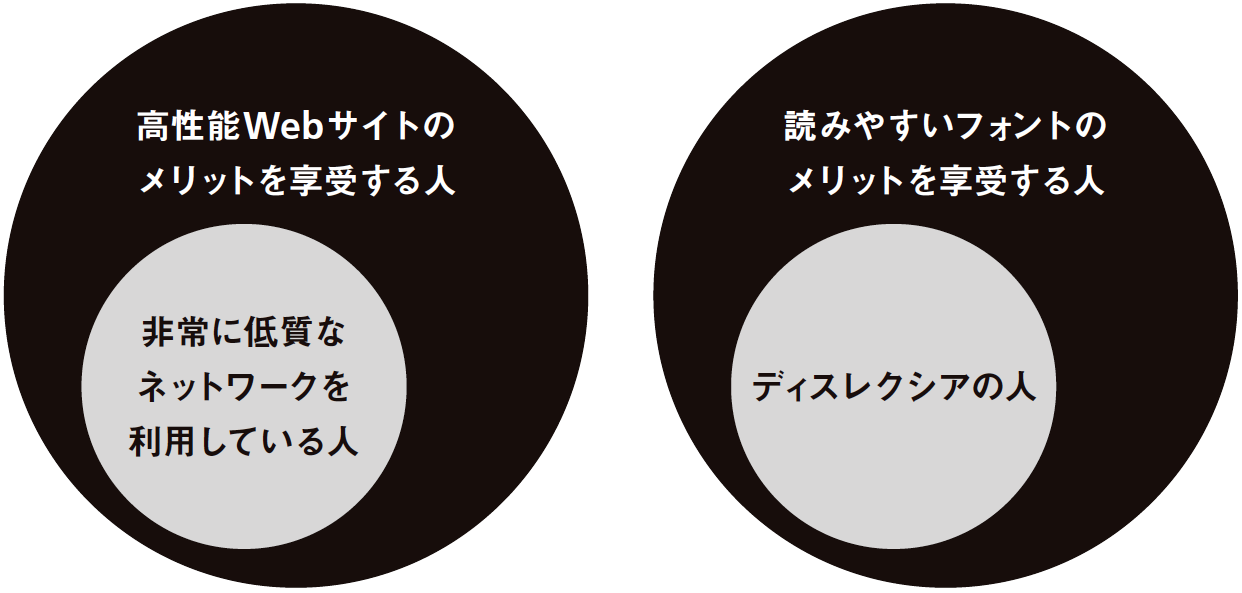 高性能Webサイトの
メリットを享受する人
非常に低質な
ネットワークを
利用している人
読みやすいフォントの
メリットを享受する人
ディスレクシアの人